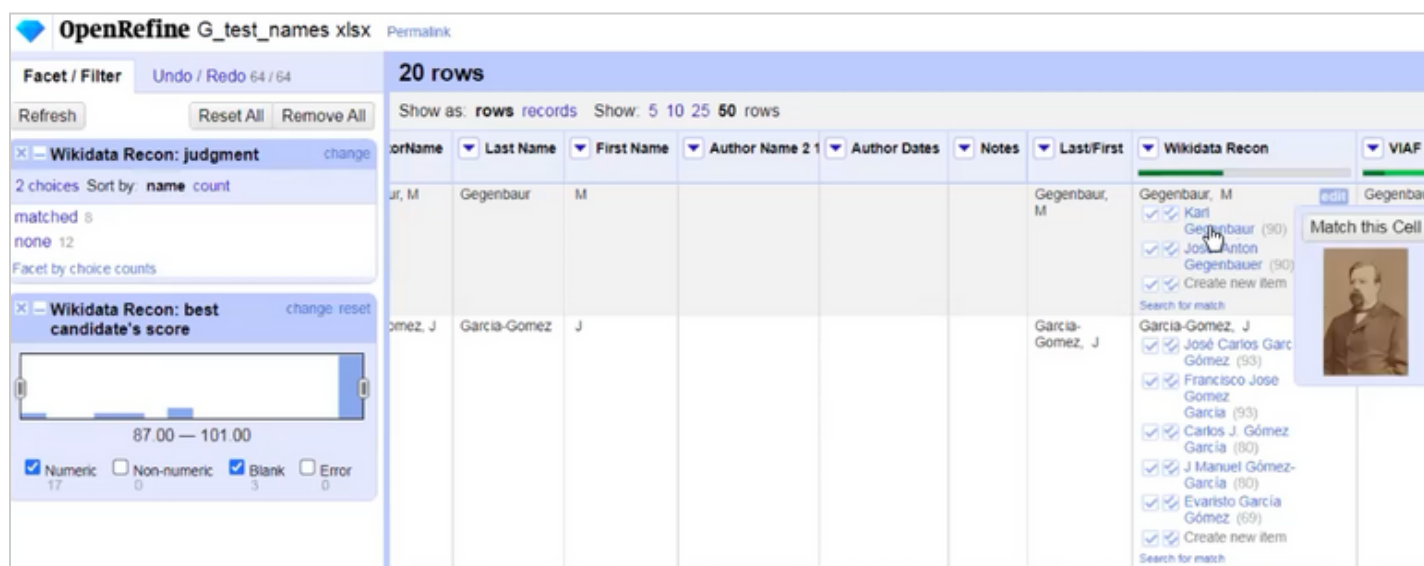 OpenRefine G_test_names xlsx Permalink
Facet / Filter Undo / Redo 64 / 64
Refresh Reset All Remove All
Wikidata Recon: judgment change
2 choices Sort by: name count
matched 8
none 12
Facet by choice counts
Wikidata Recon: best change reset
candidate's score
87.00 — 101.00
Numeric Non-numeric Blank Error
17 0 3 0
20 rows
Show as: rows records Show: 5 10 25 50 rows
orName Last Name First Name Author Name 2 1 Author Dates Notes Last/First Wikidata Recon VIAF
ur, M Gegenbaur M Gegenbaur, Gegenbaur, M edit Gegenbau
M Karl
Gegenbaur (90) Match this Cell
Anton
Gegenbauer (90)
Create new item
Search for match
omez, J Garcia-Gomez J Garcia- Garcia-Gomez, J
Gomez, J José Carlos Garc
Gómez (93)
Francisco Jose
Gomez
Garcia (93)
Carlos J. Gómez
García (80)
J Manuel Gómez-
García (80)
Evaristo García
Gómez (69)
Create new item
Search for match